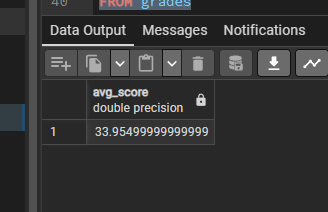 40 FROM grades
Data Output Messages Notifications
avg_score
double precision
1 33.95499999999999